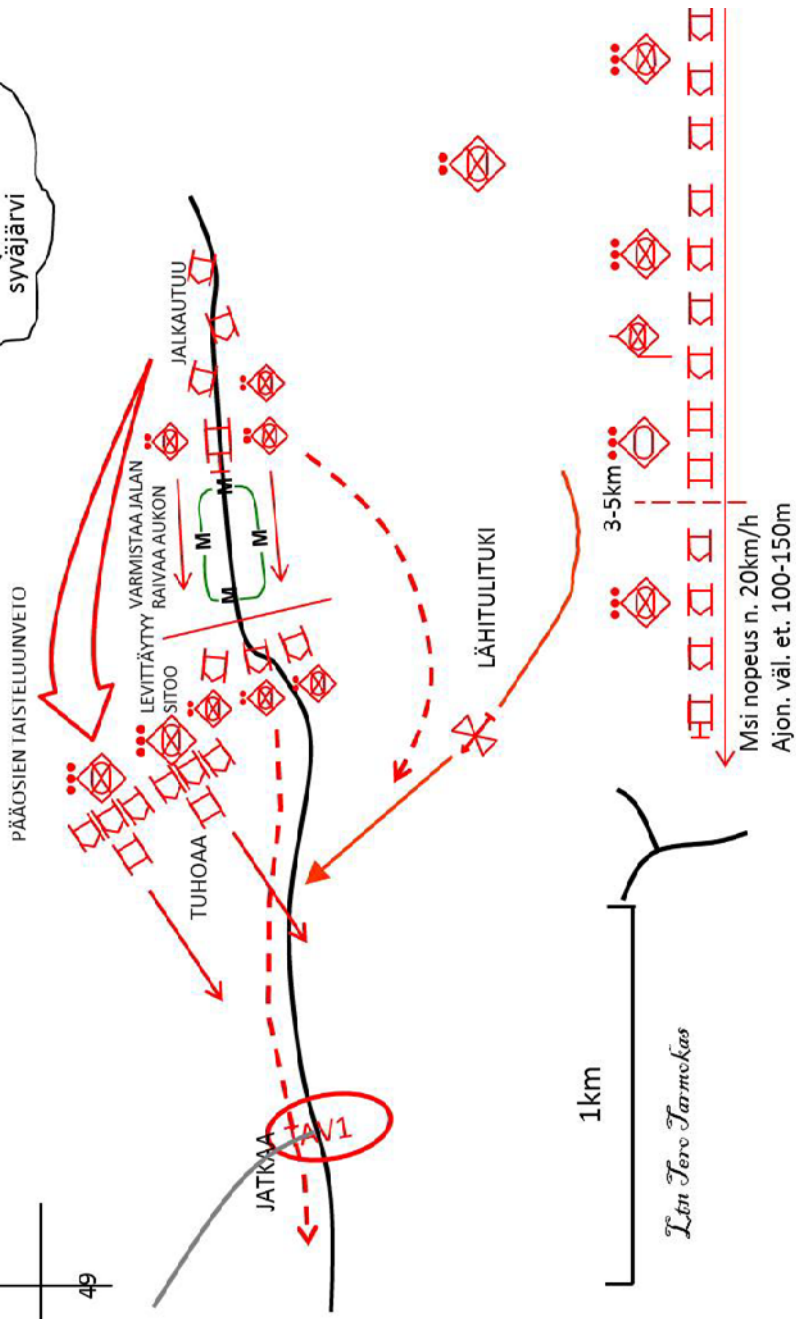 syväjärvi
PÄÄOSIEN TAISTELUUNVETO
JALKAUTUU
VARMISTAA JALAN
RAIVAA AUKON
LEVITTÄYTYY
SITOO
M
M
M
M
TUHOAA
LÄHITULITUKI
3-5km
Msi nopeus n. 20km/h
Ajon. väl. et. 100-150m
JATKAA
AV1
49
1km
Ltn Tero Tarmokas